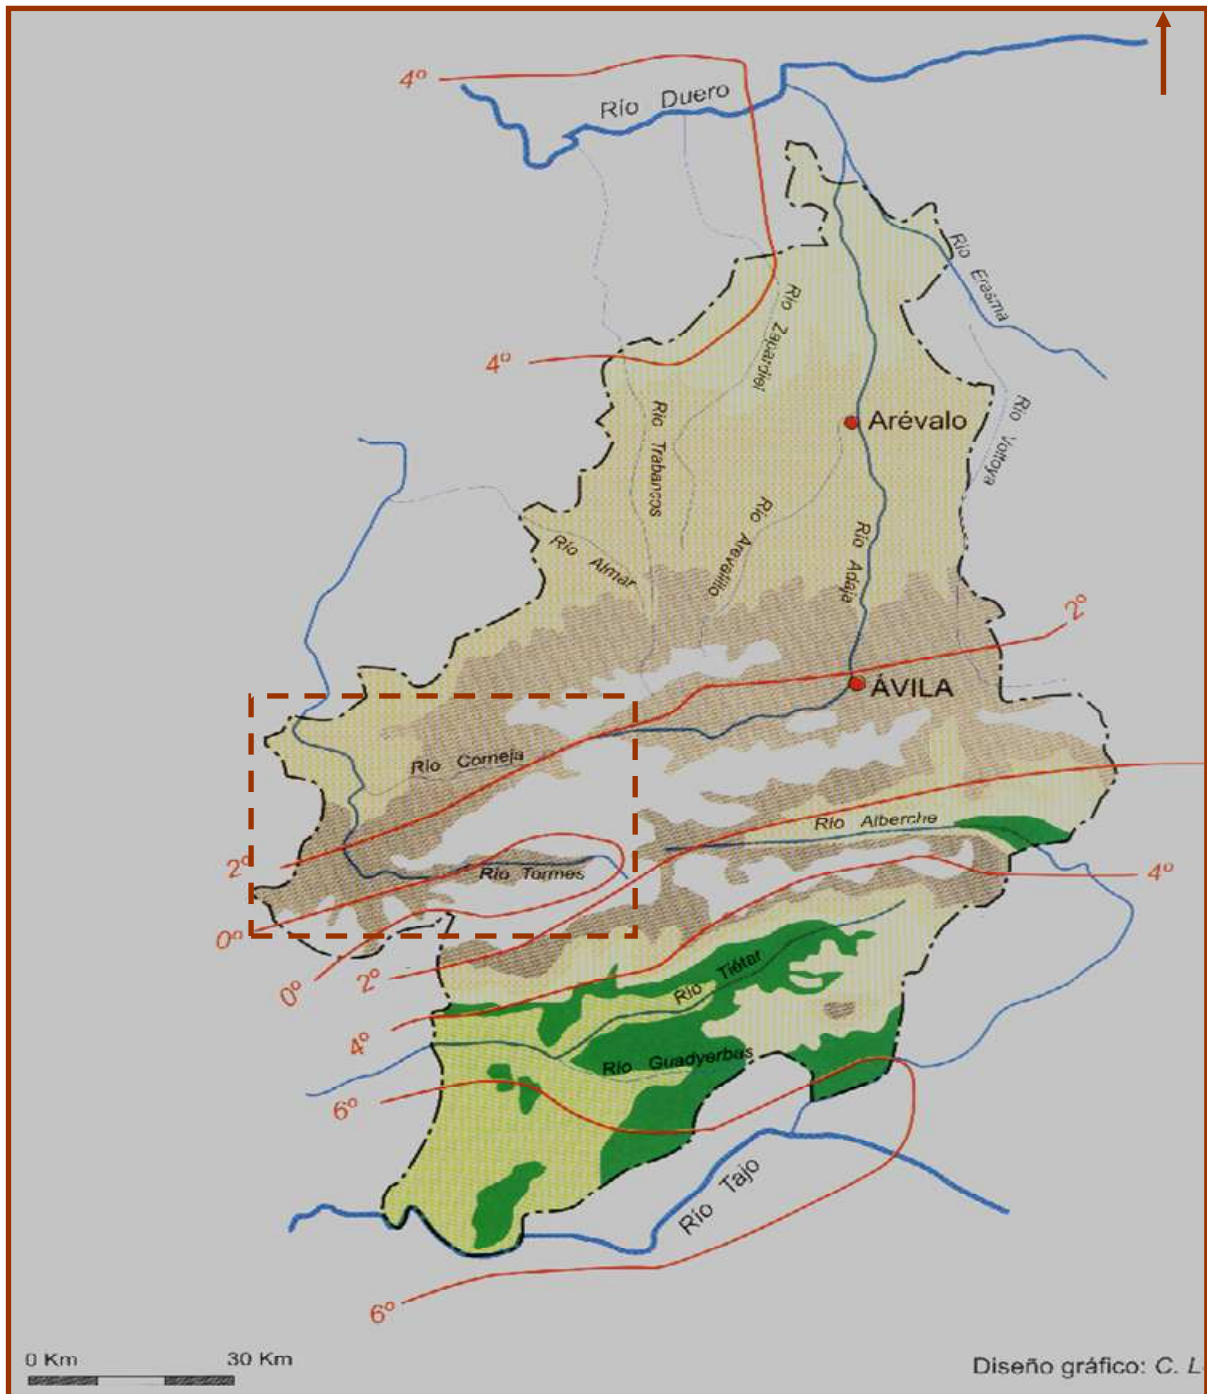 4º
Río Duero
Río Eresma
Río Zapardiel
4º
Río Voltoya
Río Trabancos
Arévalo
Río Arevalillo
Río Almar
Río Adaja
2º
ÁVILA
Río Corneja
Río Alberche
2º
Río Tormes
4º
0º
0º
2º
Río Tiétar
4º
Río Guadyerbas
6º
Río Tajo
6º
0 Km
30 Km
Diseño gráfico: C. L